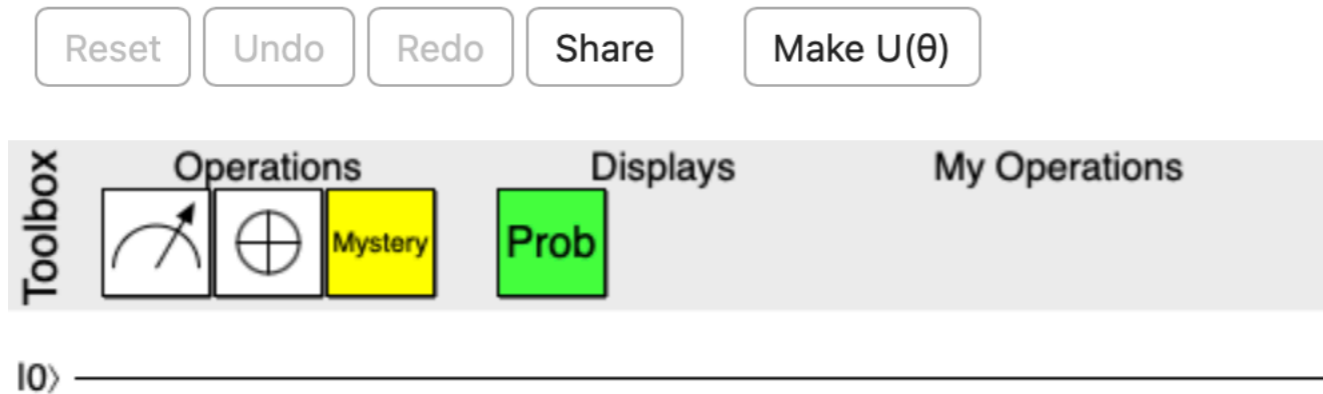 Reset Undo Redo Share Make U(θ)
Toolbox
Operations Displays My Operations
Mystery Prob
|0⟩